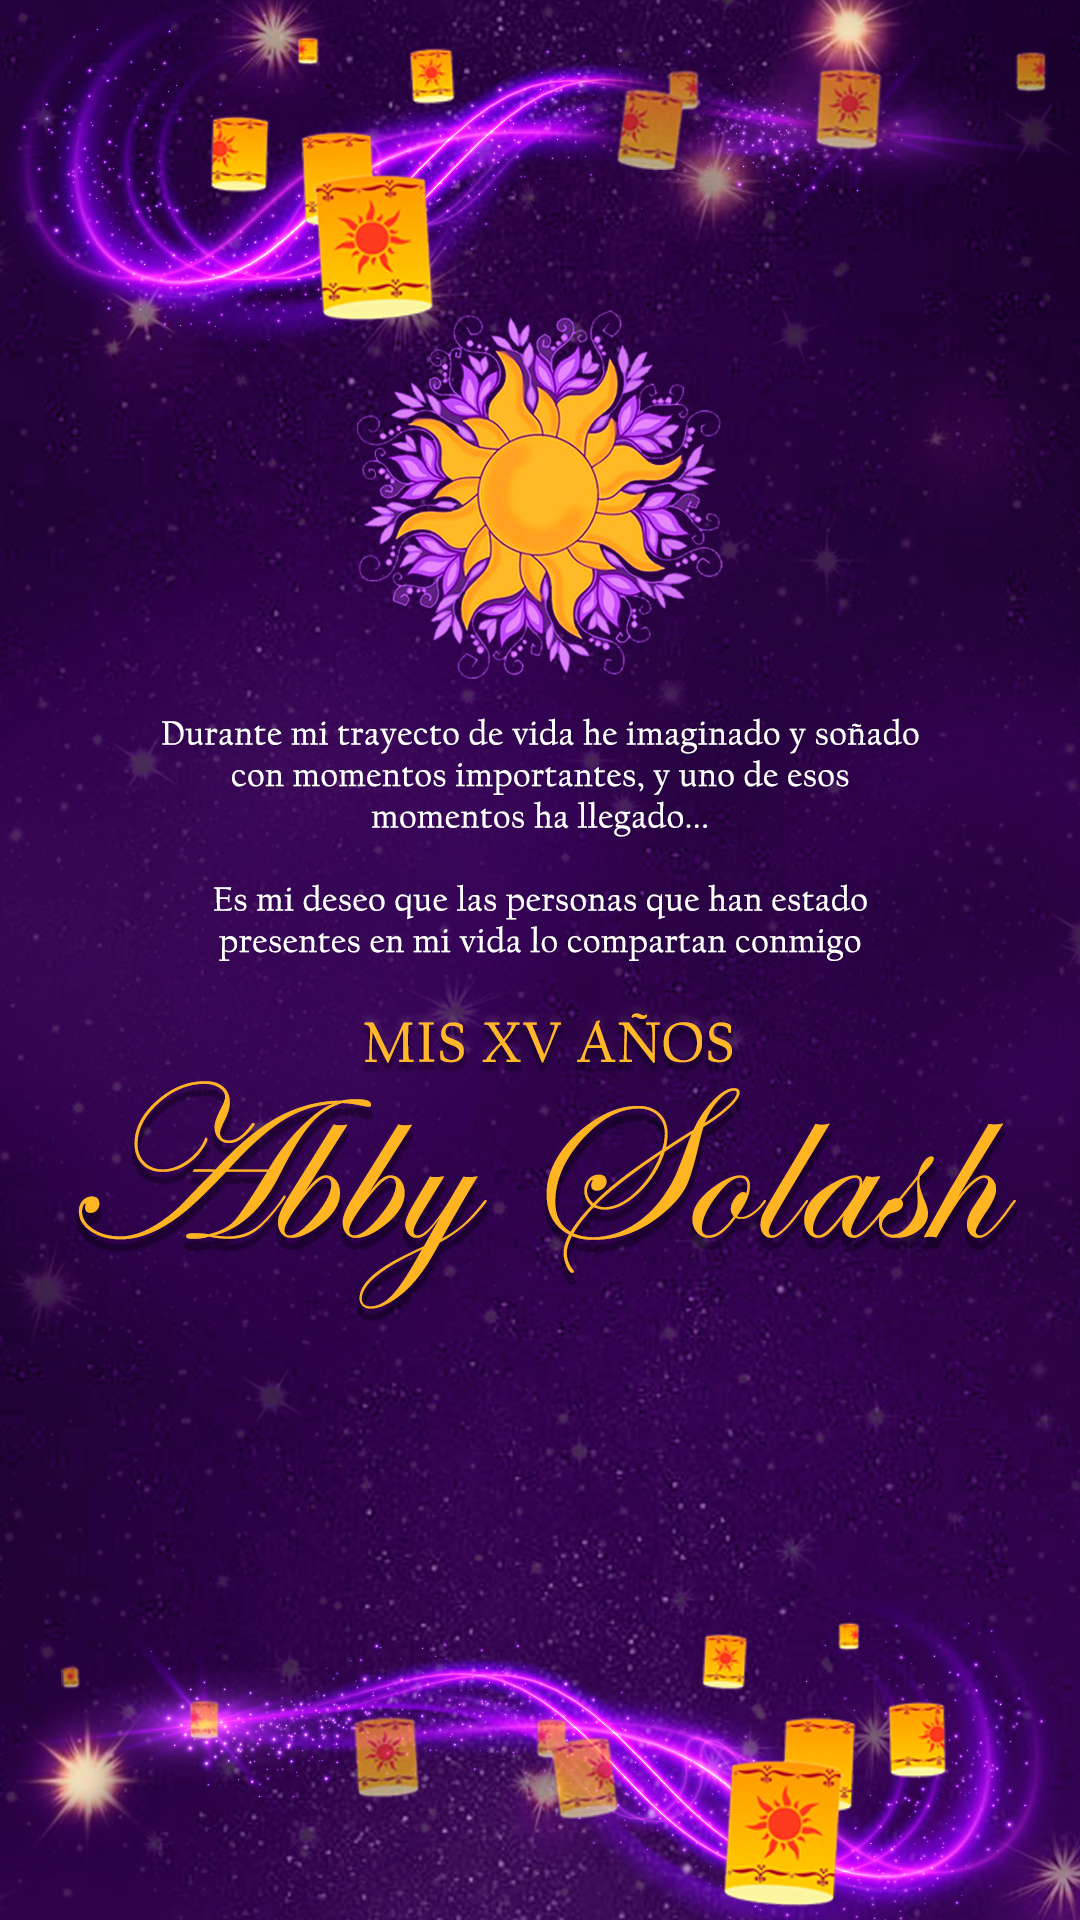 Durante mi trayecto de vida he imaginado y soñado
con momentos importantes, y uno de esos
momentos ha llegado...
Es mi deseo que las personas que han estado
presentes en mi vida lo compartan conmigo
MIS XV AÑOS
Abby Solash